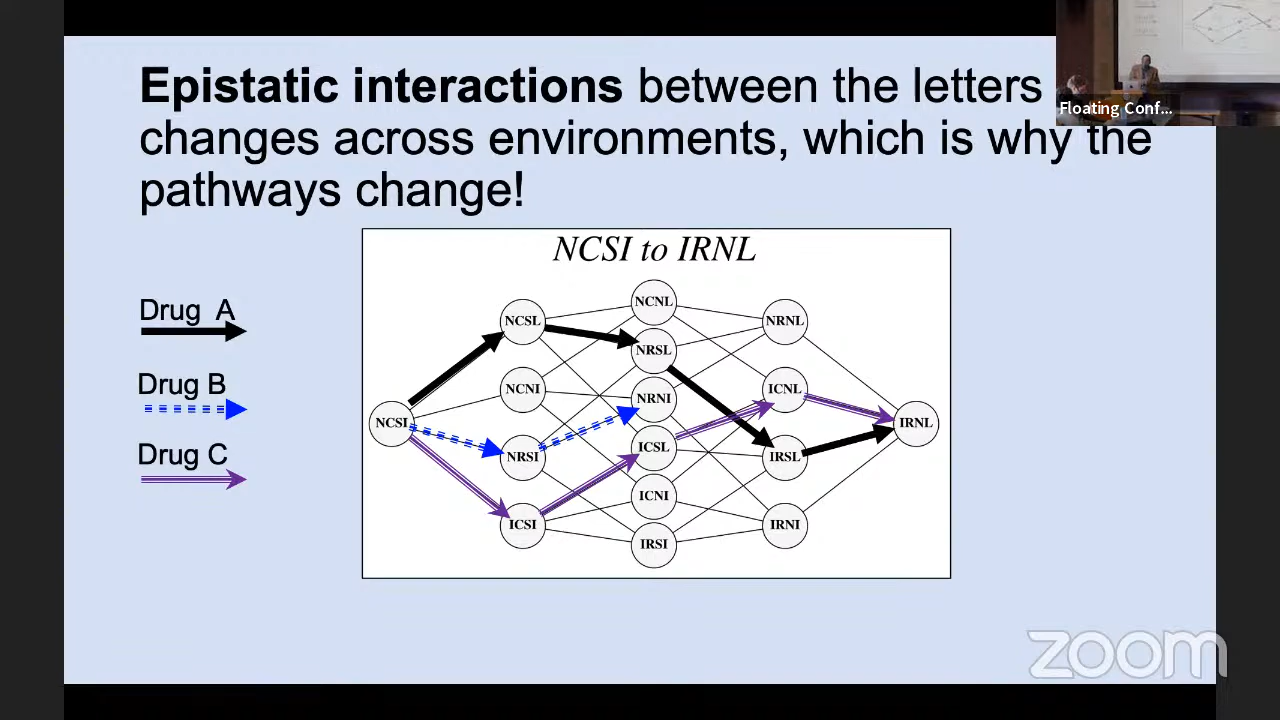 Epistatic interactions between the letters
changes across environments, which is why the
pathways change!
Floating Conf...
NCSI to IRNL
Drug A
Drug B
Drug C
NCSI
NCSL
NCNI
NRSI
ICSI
NCNL
NRSL
NRNI
ICSL
ICNI
IRSI
NRNL
ICNL
IRSL
IRNI
IRNL
zoom